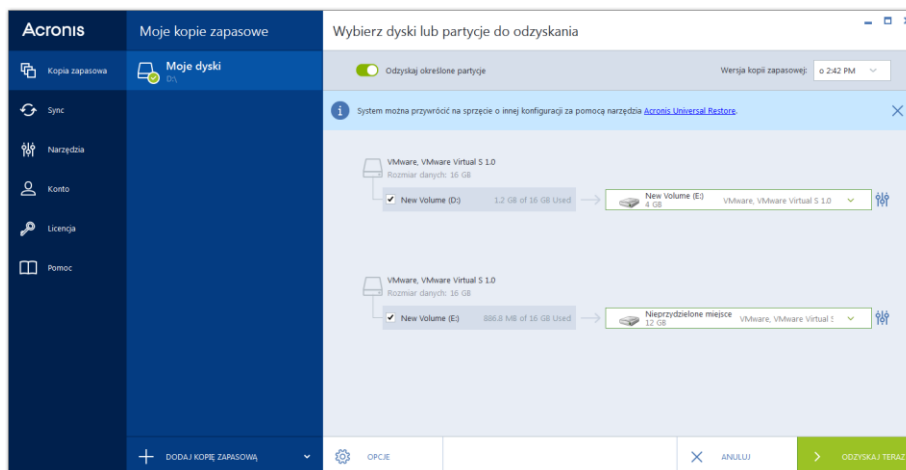 Acronis
Moje kopie zapasowe
Wybierz dyski lub partycje do odzyskania
Kopia zapasowa
Sync
Narzędzia
Konto
Licencja
Pomoc
Moje dyski
D:\
Odzyskaj określone partycje
Wersja kopii zapasowej:
o 2:42 PM
System można przywrócić na sprzęcie o innej konfiguracji za pomocą narzędzia Acronis Universal Restore.
VMware, VMware Virtual S 1.0
Rozmiar danych: 16 GB
New Volume (D:) 1.2 GB of 16 GB Used
New Volume (E:) VMware, VMware Virtual S 1.0
4 GB
VMware, VMware Virtual S 1.0
Rozmiar danych: 16 GB
New Volume (E:) 886.8 MB of 16 GB Used
Nieprzydzielone miejsce VMware, VMware Virtual
12 GB
DODAJ KOPIĘ ZAPASOWĄ
OPCJE
ANULUJ
ODZYSKAJ TERAZ